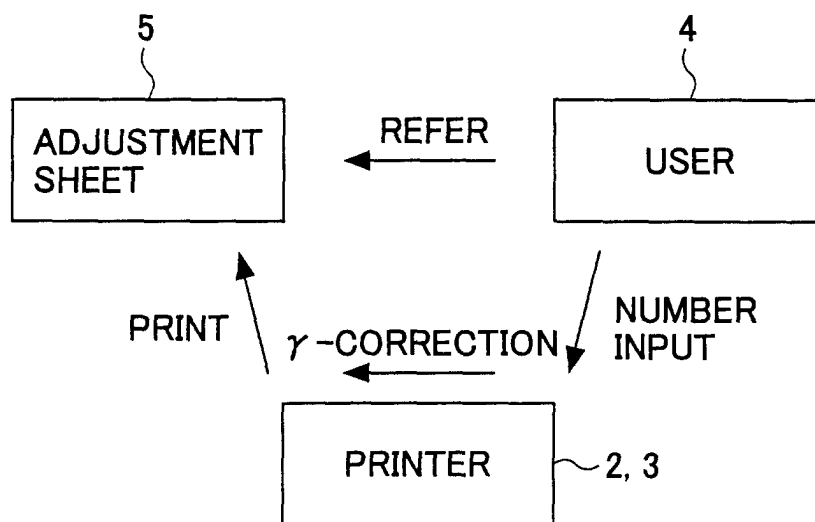 5
4
ADJUSTMENT
SHEET
REFER
USER
PRINT
γ-CORRECTION
NUMBER
INPUT
PRINTER
2, 3